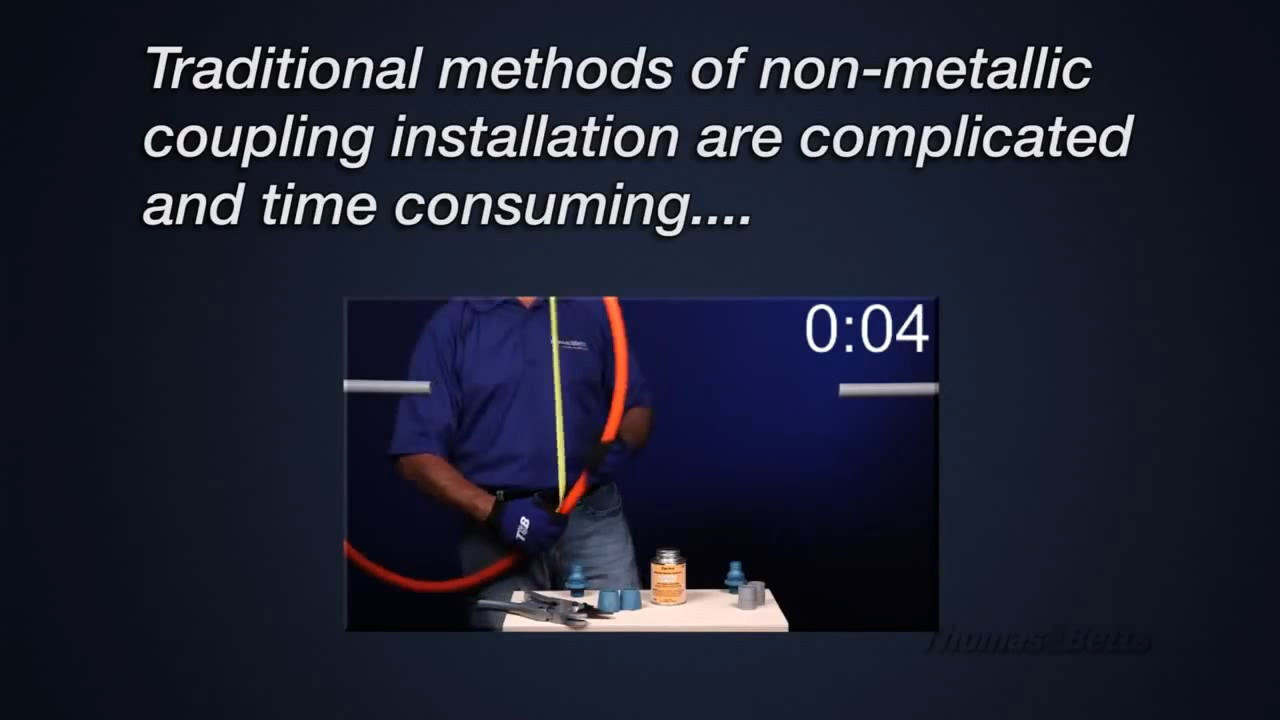 Traditional methods of non-metallic
coupling installation are complicated
and time consuming....
0:04
T&B
Thomas&Betts